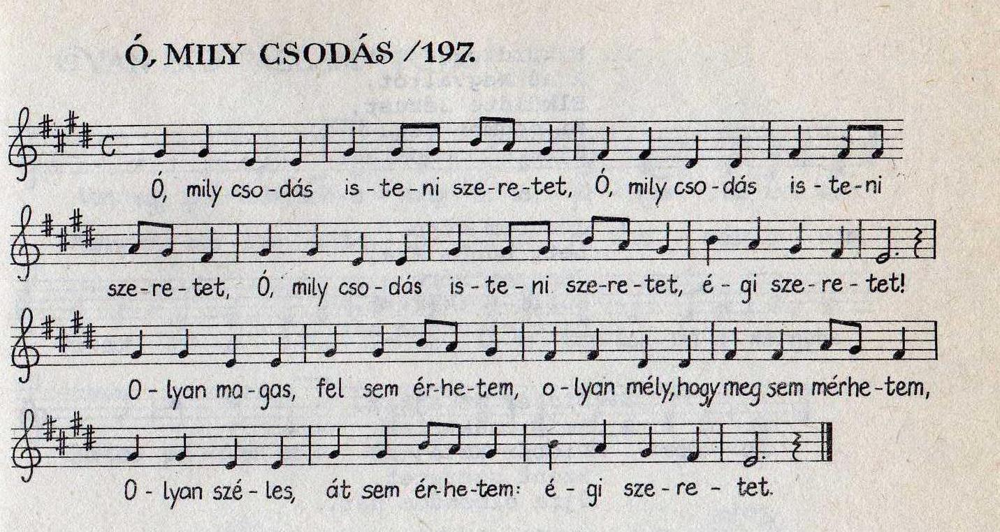 Ó, MILY CSODÁS /197.
Ó, mily cso-dás is-te-ni sze-re-tet, Ó, mily cso-dás is-te-ni
sze-re-tet, Ó, mily cso-dás is-te-ni sze-re-tet, é-gi sze-re-tet!
O-lyan ma-gas, fel sem ér-he-tem, o-lyan mély, hogy meg sem mérhe-tem,
O-lyan szé-les, át sem ér-he-tem: é-gi sze-re-tet.